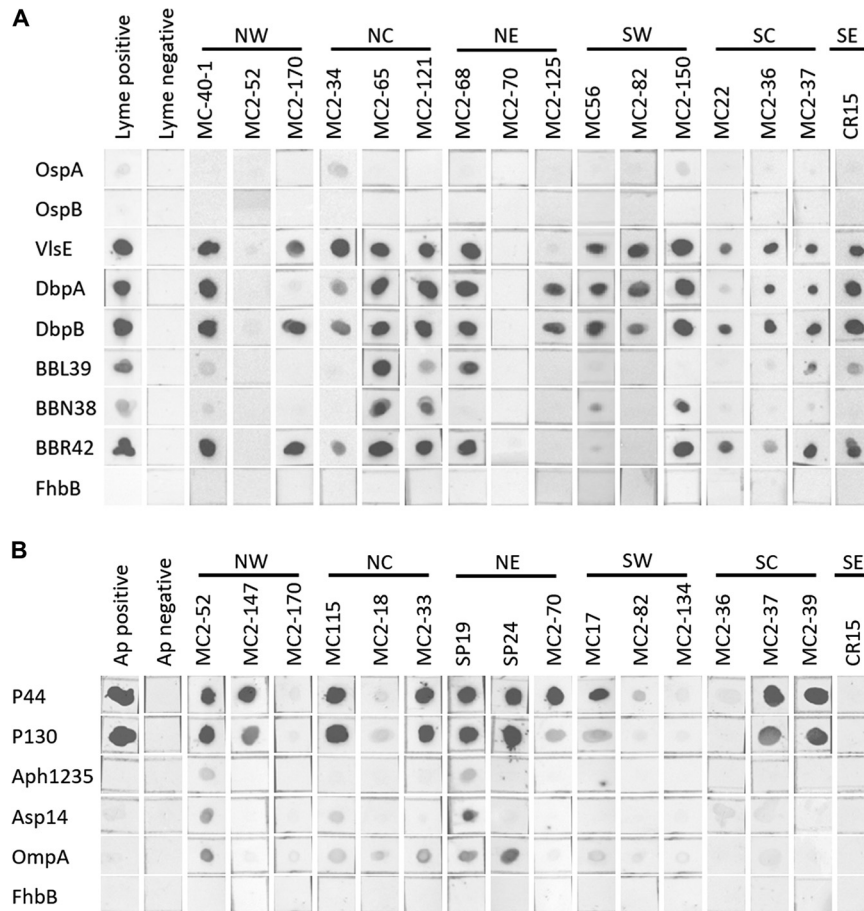 A
NW NC NE SW SC SE
Lyme positive
Lyme negative
MC-40-1
MC2-52
MC2-170
MC2-34
MC2-65
MC2-121
MC2-68
MC2-70
MC2-125
MC56
MC2-82
MC2-150
MC22
MC2-36
MC2-37
CR15
OspA
OspB
VlsE
DbpA
DbpB
BBL39
BBN38
BBR42
FhbB
B
NW NC NE SW SC SE
Ap positive
Ap negative
MC2-52
MC2-147
MC2-170
MC115
MC2-18
MC2-33
SP19
SP24
MC2-70
MC17
MC2-82
MC2-134
MC2-36
MC2-37
MC2-39
CR15
P44
P130
Aph1235
Asp14
OmpA
FhbB